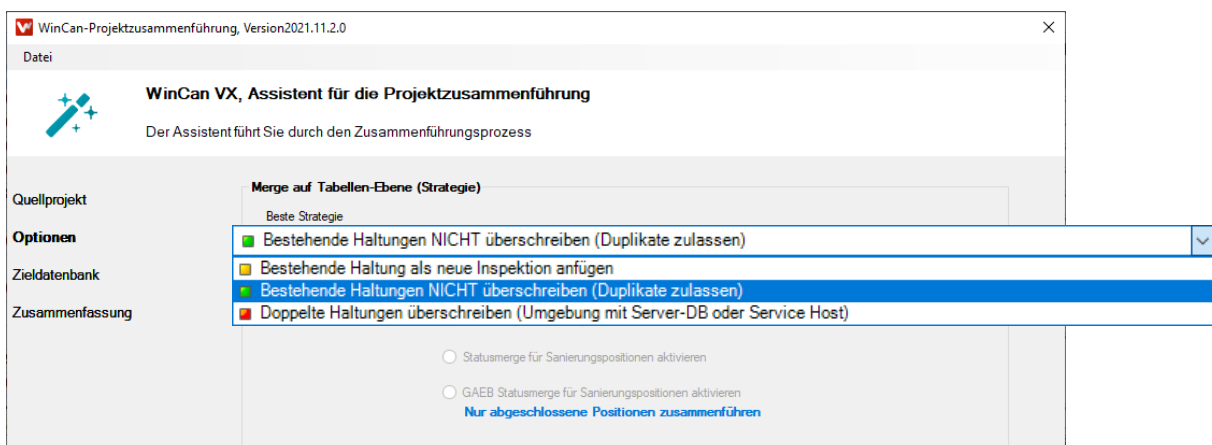 WinCan-Projektzusammenführung, Version2021.11.2.0
Datei
WinCan VX, Assistent für die Projektzusammenführung
Der Assistent führt Sie durch den Zusammenführungsprozess
Quellprojekt
Optionen
Zieldatenbank
Zusammenfassung
Merge auf Tabellen-Ebene (Strategie)
Beste Strategie
Bestehende Haltungen NICHT überschreiben (Duplikate zulassen)
Bestehende Haltung als neue Inspektion anfügen
Bestehende Haltungen NICHT überschreiben (Duplikate zulassen)
Doppelte Haltungen überschreiben (Umgebung mit Server-DB oder Service Host)
Statusmerge für Sanierungspositionen aktivieren
GAEB Statusmerge für Sanierungspositionen aktivieren
Nur abgeschlossene Positionen zusammenführen